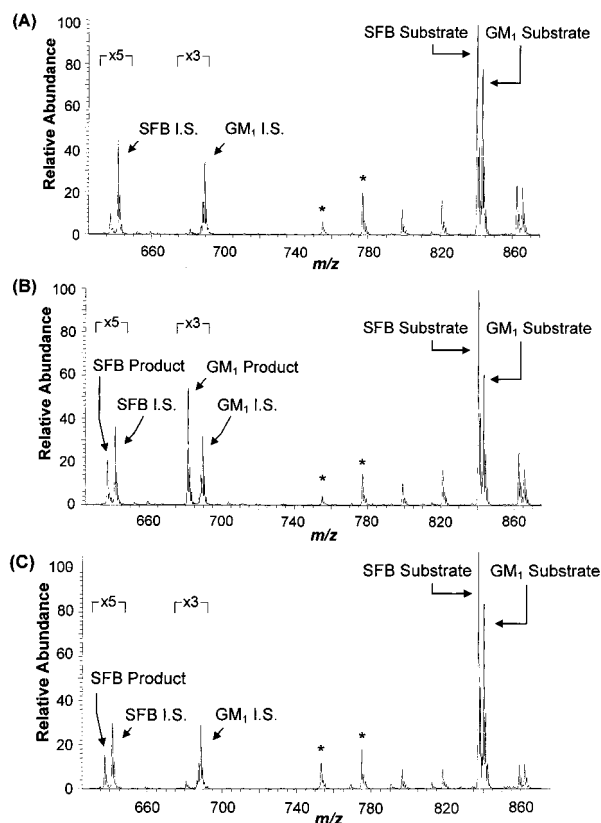 (A)
Relative Abundance
100
80
60
40
20
0
x5
x3
SFB I.S.
GM1 I.S.
*
*
SFB Substrate
GM1 Substrate
660
700
740
780
820
860
m/z
(B)
Relative Abundance
100
80
60
40
20
0
x5
x3
SFB Product
SFB I.S.
GM1 Product
GM1 I.S.
*
*
SFB Substrate
GM1 Substrate
660
700
740
780
820
860
m/z
(C)
Relative Abundance
100
80
60
40
20
0
x5
x3
SFB Product
SFB I.S.
GM1 I.S.
*
*
SFB Substrate
GM1 Substrate
660
700
740
780
820
860
m/z